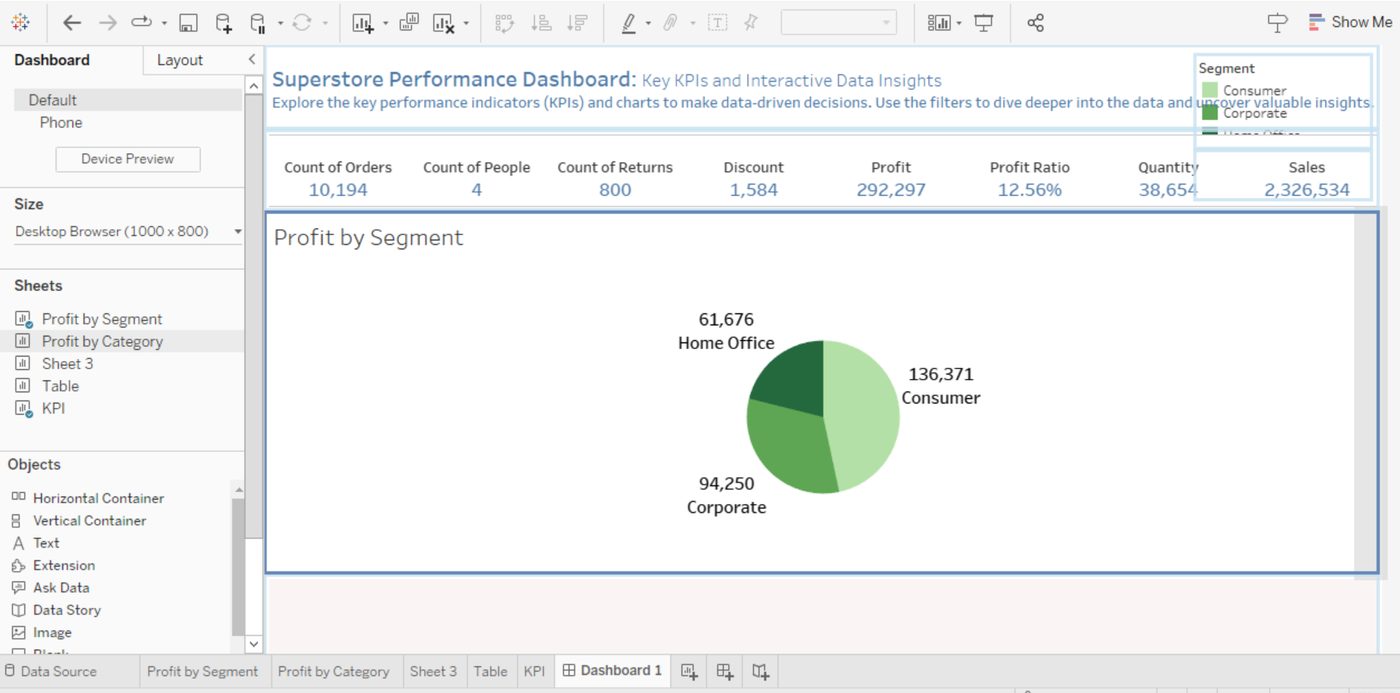 Show Me
Dashboard
Layout
Default
Phone
Device Preview
Size
Desktop Browser (1000 x 800)
Sheets
Profit by Segment
Profit by Category
Sheet 3
Table
KPI
Objects
Horizontal Container
Vertical Container
Text
Extension
Ask Data
Data Story
Image
Blank
Superstore Performance Dashboard: Key KPIs and Interactive Data Insights
Explore the key performance indicators (KPIs) and charts to make data-driven decisions. Use the filters to dive deeper into the data and uncover valuable insights.
Segment
Consumer
Corporate
Home Office
Count of Orders Count of People Count of Returns Discount Profit Profit Ratio Quantity Sales
10,194 4 800 1,584 292,297 12.56% 38,654 2,326,534
Profit by Segment
61,676
Home Office
136,371
Consumer
94,250
Corporate
Data Source Profit by Segment Profit by Category Sheet 3 Table KPI Dashboard 1